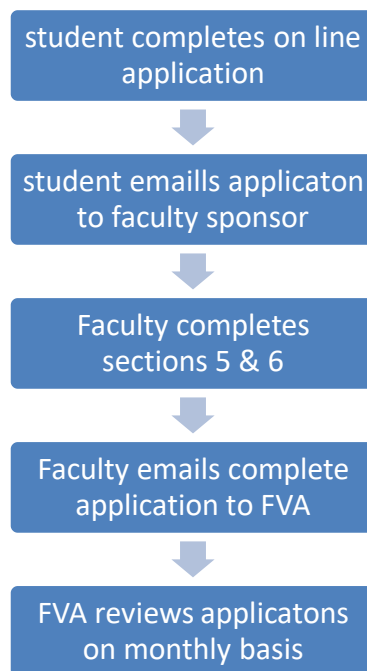 student completes on line
application
student emaills applicaton
to faculty sponsor
Faculty completes
sections 5 & 6
Faculty emails complete
application to FVA
FVA reviews applicatons
on monthly basis